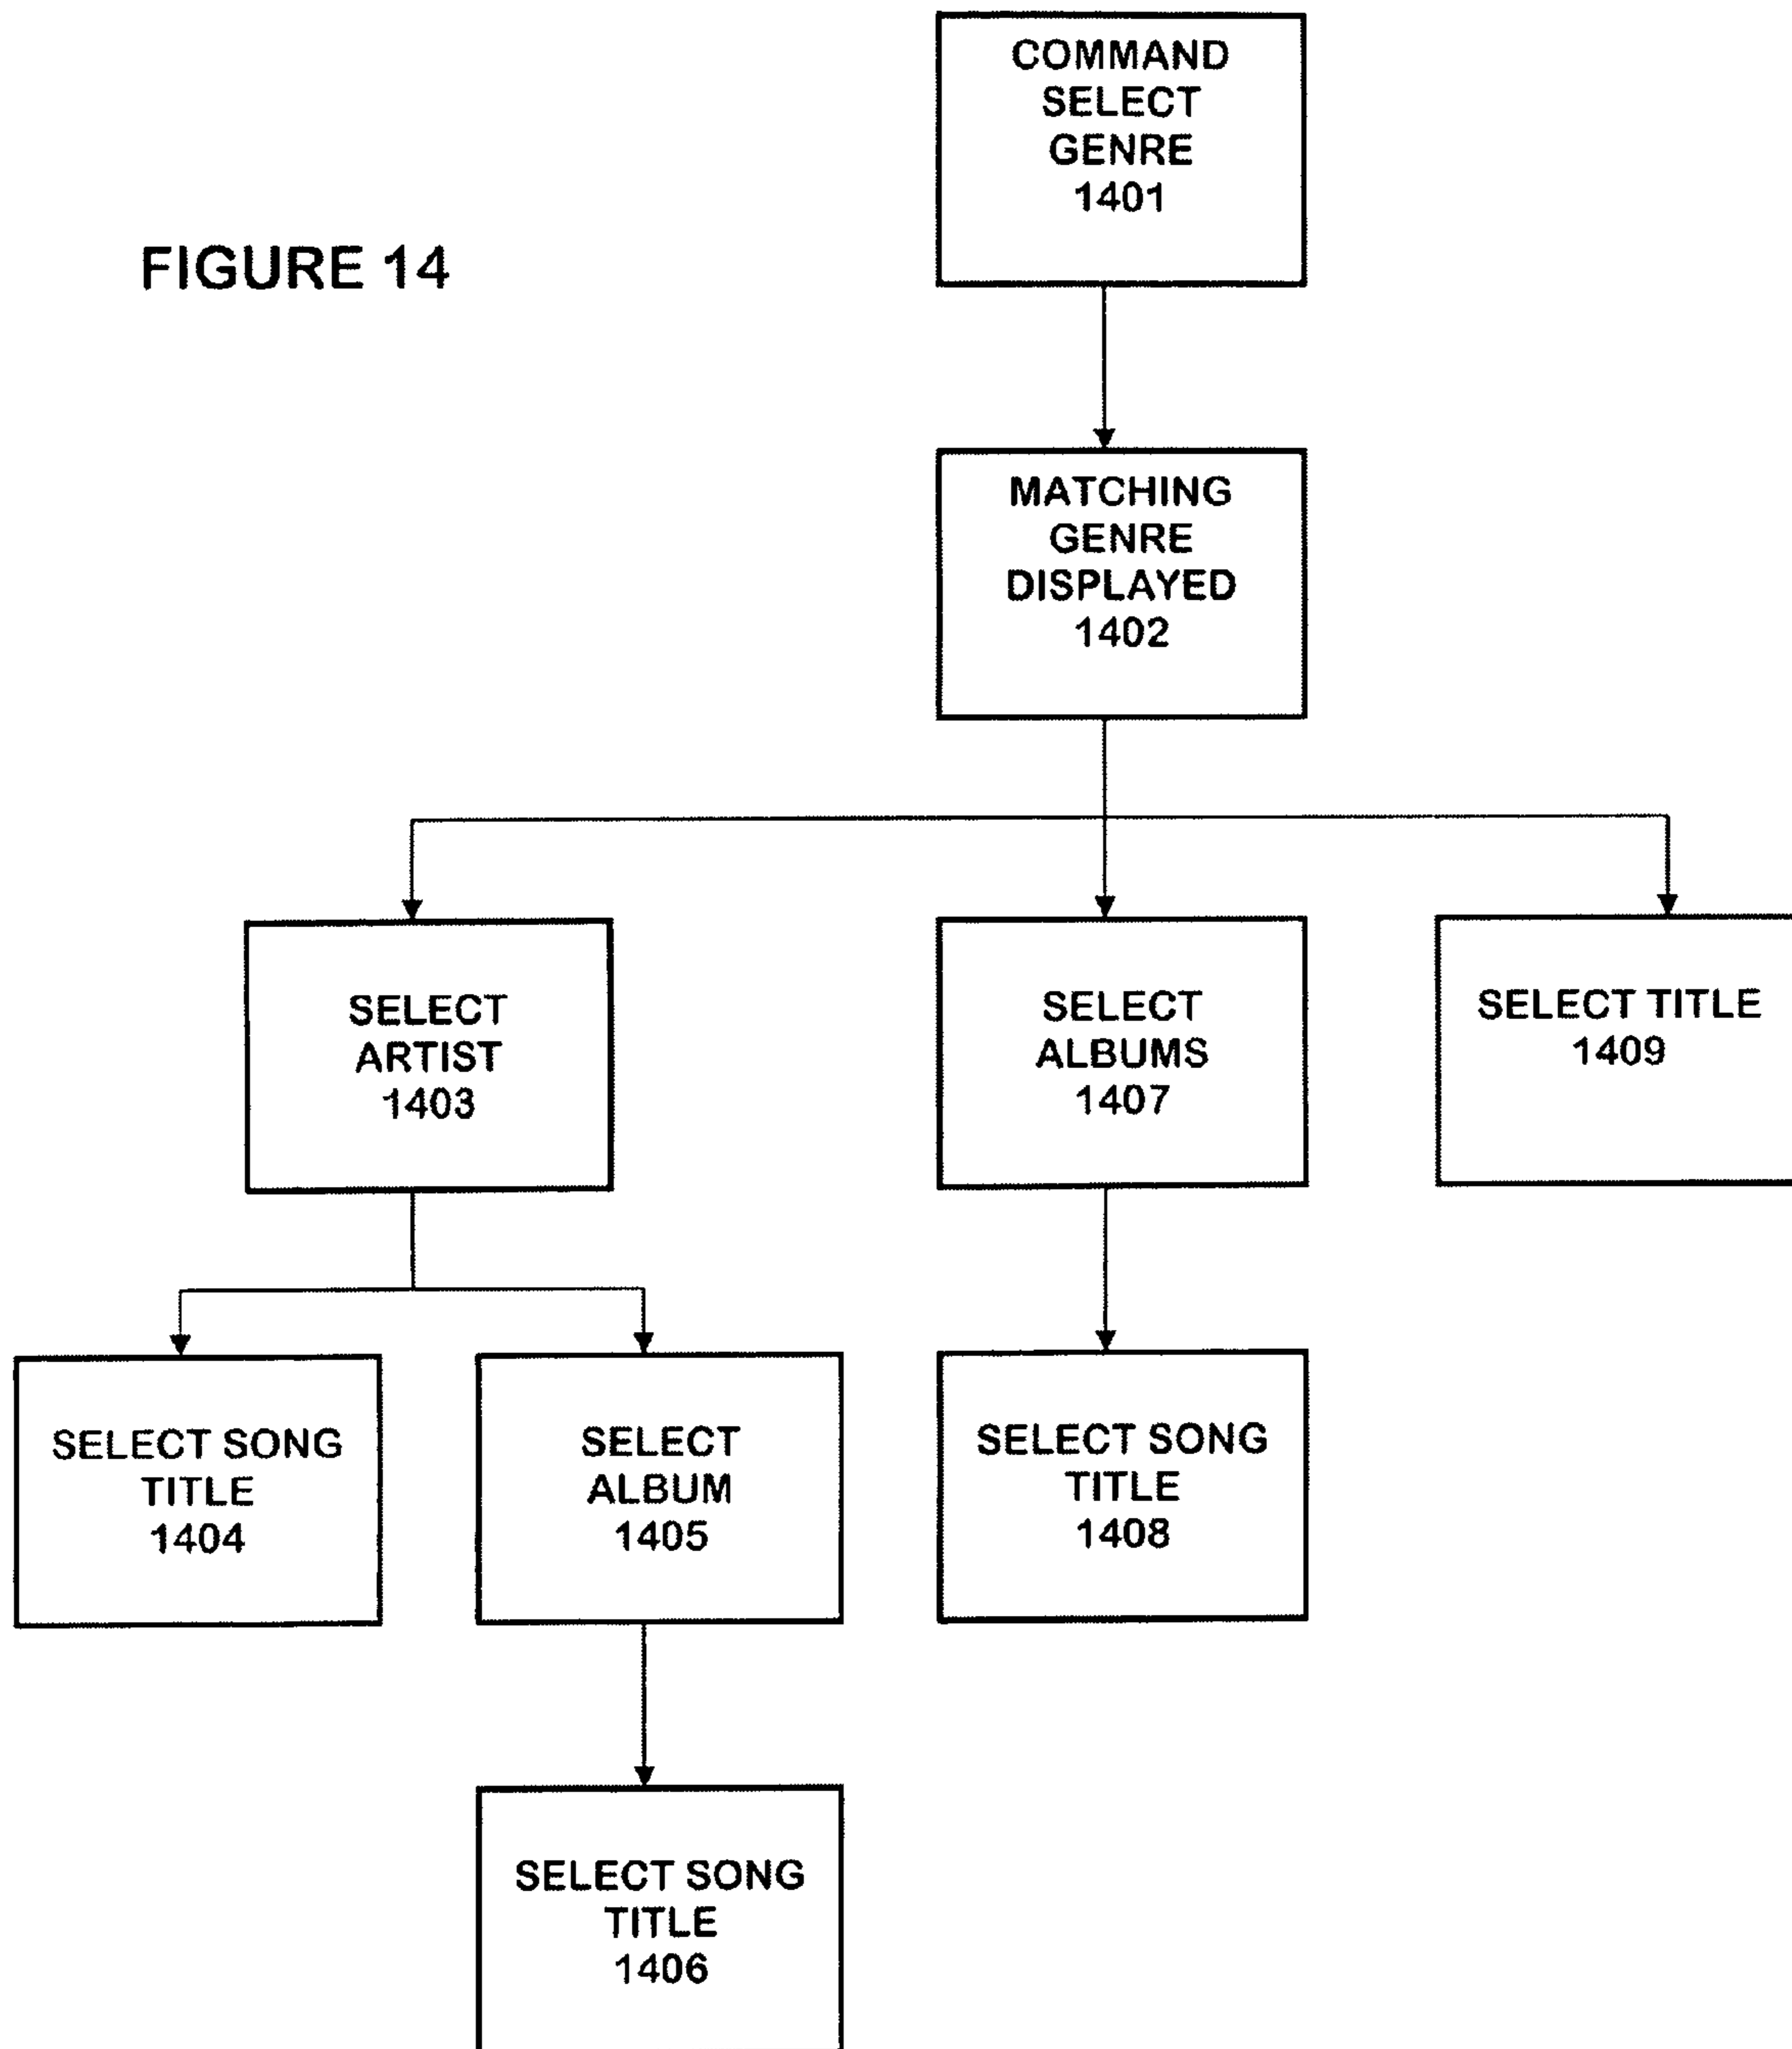 COMMAND
SELECT
GENRE
1401
FIGURE 14
MATCHING
GENRE
DISPLAYED
1402
SELECT
ARTIST
1403
SELECT
ALBUMS
1407
SELECT TITLE
1409
SELECT SONG
TITLE
1404
SELECT
ALBUM
1405
SELECT SONG
TITLE
1408
SELECT SONG
TITLE
1406